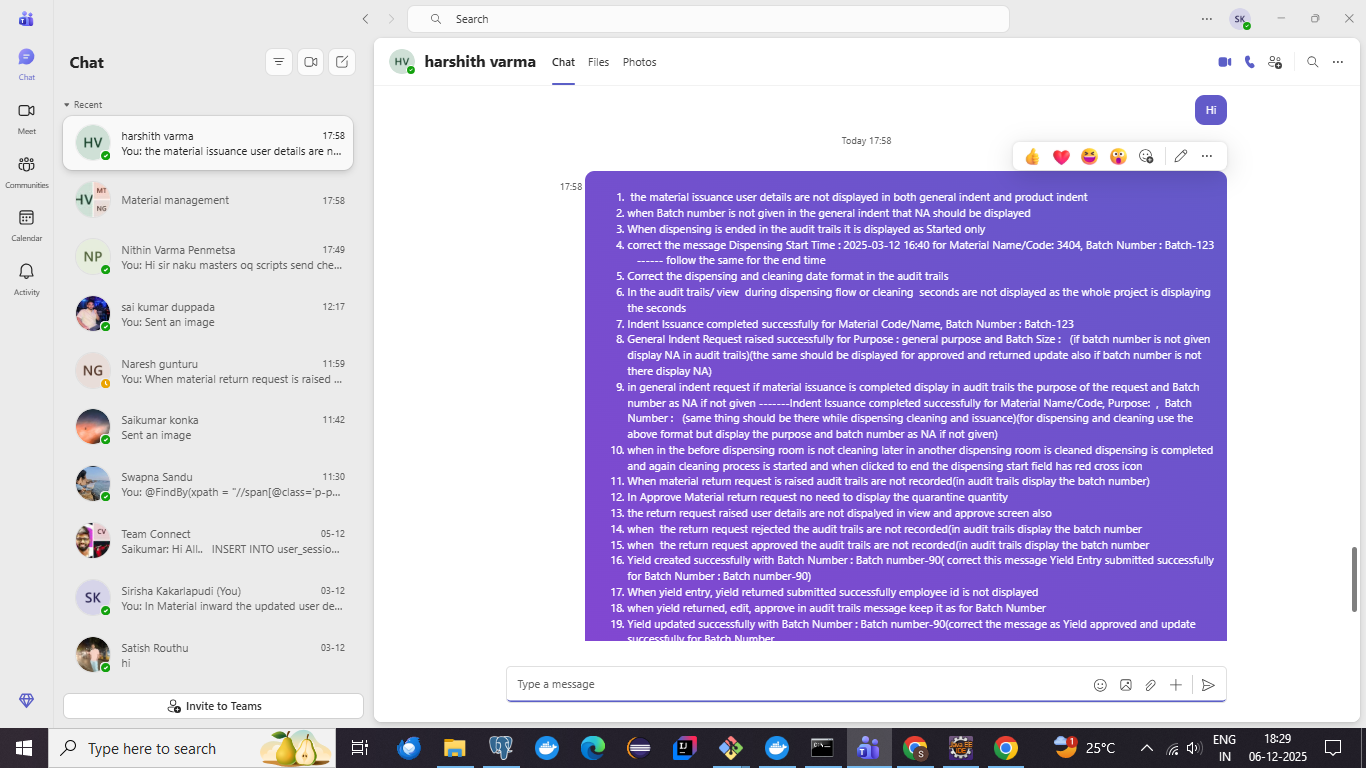 Search
SK
Chat
Meet
Communities
Calendar
Activity
Chat
Recent
HV
harshith varma
17:58
You: the material issuance user details are n...
HV
MT
NG
Material management
17:58
NP
Nithin Varma Penmetsa
17:49
You: Hi sir naku masters oq scripts send che...
sai kumar duppada
12:17
You: Sent an image
NG
Naresh gunturu
11:59
You: When material return request is raised ...
Saikumar konka
11:42
Sent an image
Swapna Sandu
11:30
You: @FindBy(xpath = "//span[@class='p-p...
CV
Team Connect
05-12
Saikumar: Hi All.. INSERT INTO user_sessio...
SK
Sirisha Kakarlapudi (You)
03-12
You: In Material inward the updated user de...
Satish Routhu
03-12
hi
Invite to Teams
HV
harshith varma
Chat
Files
Photos
Hi
Today 17:58
17:58
1. the material issuance user details are not displayed in both general indent and product indent
2. when Batch number is not given in the general indent that NA should be displayed
3. When dispensing is ended in the audit trails it is displayed as Started only
4. correct the message Dispensing Start Time : 2025-03-12 16:40 for Material Name/Code: 3404, Batch Number : Batch-123
------ follow the same for the end time
5. Correct the dispensing and cleaning date format in the audit trails
6. In the audit trails/ view during dispensing flow or cleaning seconds are not displayed as the whole project is displaying
the seconds
7. Indent Issuance completed successfully for Material Code/Name, Batch Number : Batch-123
8. General Indent Request raised successfully for Purpose : general purpose and Batch Size : (if batch number is not given
display NA in audit trails)(the same should be displayed for approved and returned update also if batch number is not
there display NA)
9. in general indent request if material issuance is completed display in audit trails the purpose of the request and Batch
number as NA if not given -------Indent Issuance completed successfully for Material Name/Code, Purpose: , Batch
Number : (same thing should be there while dispensing cleaning and issuance)(for dispensing and cleaning use the
above format but display the purpose and batch number as NA if not given)
10. when in the before dispensing room is not cleaning later in another dispensing room is cleaned dispensing is completed
and again cleaning process is started and when clicked to end the dispensing start field has red cross icon
11. When material return request is raised audit trails are not recorded(in audit trails display the batch number)
12. In Approve Material return request no need to display the quarantine quantity
13. the return request raised user details are not dispalyed in view and approve screen also
14. when the return request rejected the audit trails are not recorded(in audit trails display the batch number
15. when the return request approved the audit trails are not recorded(in audit trails display the batch number
16. Yield created successfully with Batch Number : Batch number-90( correct this message Yield Entry submitted successfully
for Batch Number : Batch number-90)
17. When yield entry, yield returned submitted successfully employee id is not displayed
18. when yield returned, edit, approve in audit trails message keep it as for Batch Number
19. Yield updated successfully with Batch Number : Batch number-90(correct the message as Yield approved and update
successfully for Batch Number
Type a message
Type here to search
25°C
ENG
IN
18:29
06-12-2025